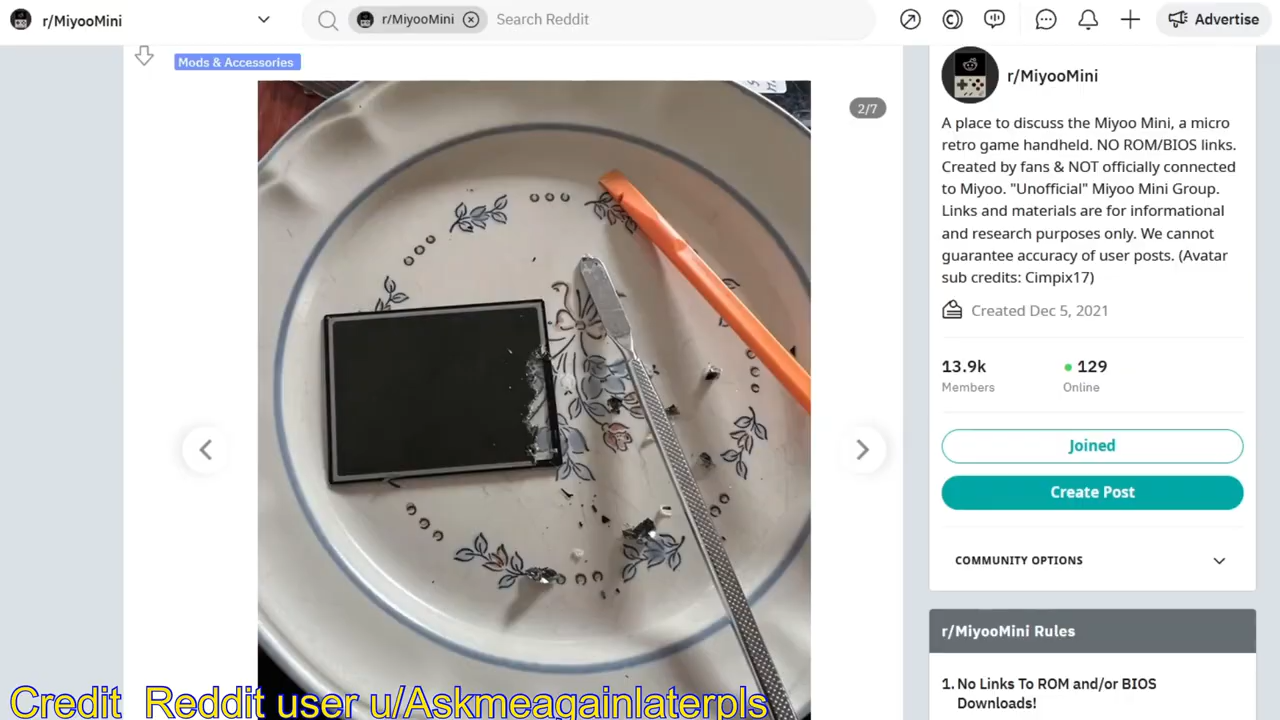 r/MiyooMini
r/MiyooMini
Search Reddit
Advertise
Mods & Accessories
2/7
r/MiyooMini
A place to discuss the Miyoo Mini, a micro
retro game handheld. NO ROM/BIOS links.
Created by fans & NOT officially connected
to Miyoo. "Unofficial" Miyoo Mini Group.
Links and materials are for informational
and research purposes only. We cannot
guarantee accuracy of user posts. (Avatar
sub credits: Cimpix17)
Created Dec 5, 2021
13.9k
129
Members
Online
Joined
Create Post
COMMUNITY OPTIONS
r/MiyooMini Rules
1. No Links To ROM and/or BIOS
Downloads!
Credit Reddit user u/Askmeagainlaterpls